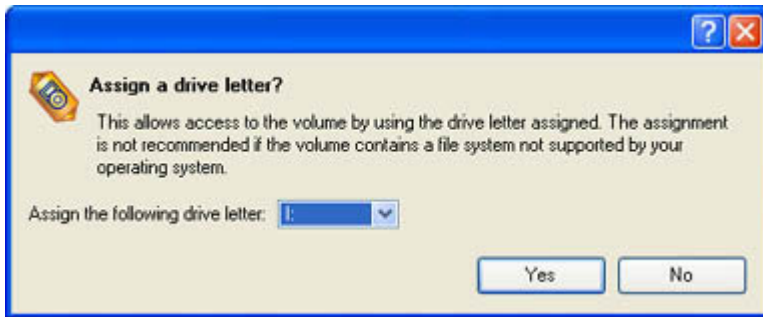 Assign a drive letter?
This allows access to the volume by using the drive letter assigned. The assignment
is not recommended if the volume contains a file system not supported by your
operating system.
Assign the following drive letter: I:
Yes No